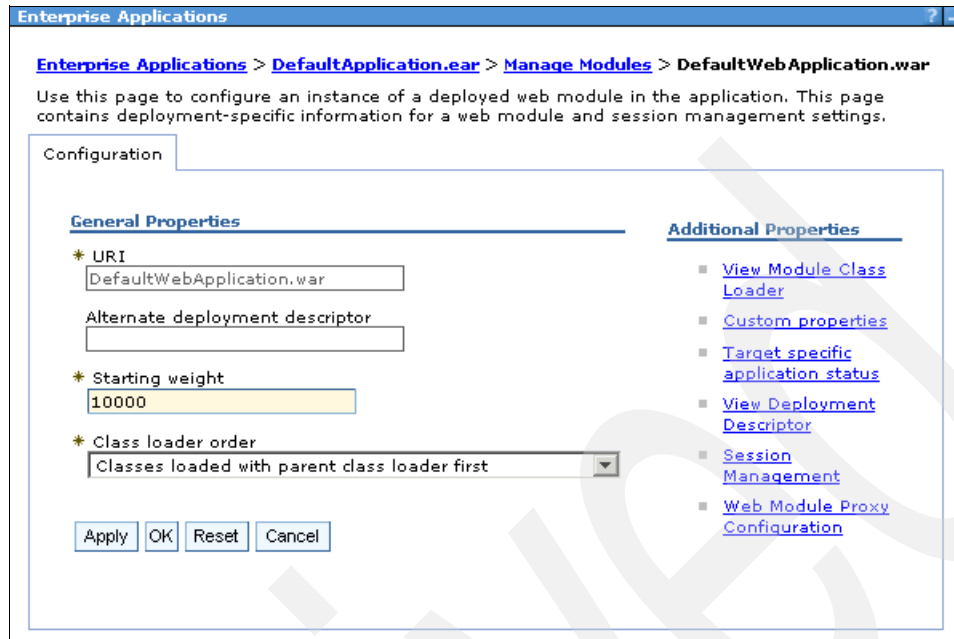 Enterprise Applications ? -
Enterprise Applications > DefaultApplication.ear > Manage Modules > DefaultWebApplication.war
Use this page to configure an instance of a deployed web module in the application. This page
contains deployment-specific information for a web module and session management settings.
Configuration
General Properties
* URI
DefaultWebApplication.war
Alternate deployment descriptor
* Starting weight
10000
* Class loader order
Classes loaded with parent class loader first
Apply OK Reset Cancel
Additional Properties
View Module Class
Loader
Custom properties
Target specific
application status
View Deployment
Descriptor
Session
Management
Web Module Proxy
Configuration